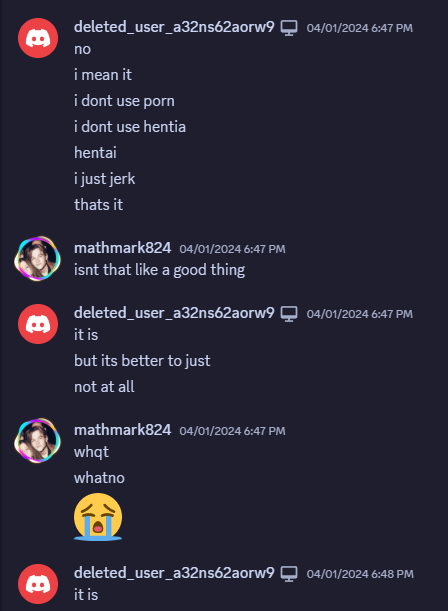 deleted_user_a32ns62aorw9 04/01/2024 6:47 PM
no
i mean it
i dont use porn
i dont use hentia
hentai
i just jerk
thats it
mathmark824 04/01/2024 6:47 PM
isnt that like a good thing
deleted_user_a32ns62aorw9 04/01/2024 6:47 PM
it is
but its better to just
not at all
mathmark824 04/01/2024 6:47 PM
whqt
whatno
deleted_user_a32ns62aorw9 04/01/2024 6:48 PM
it is